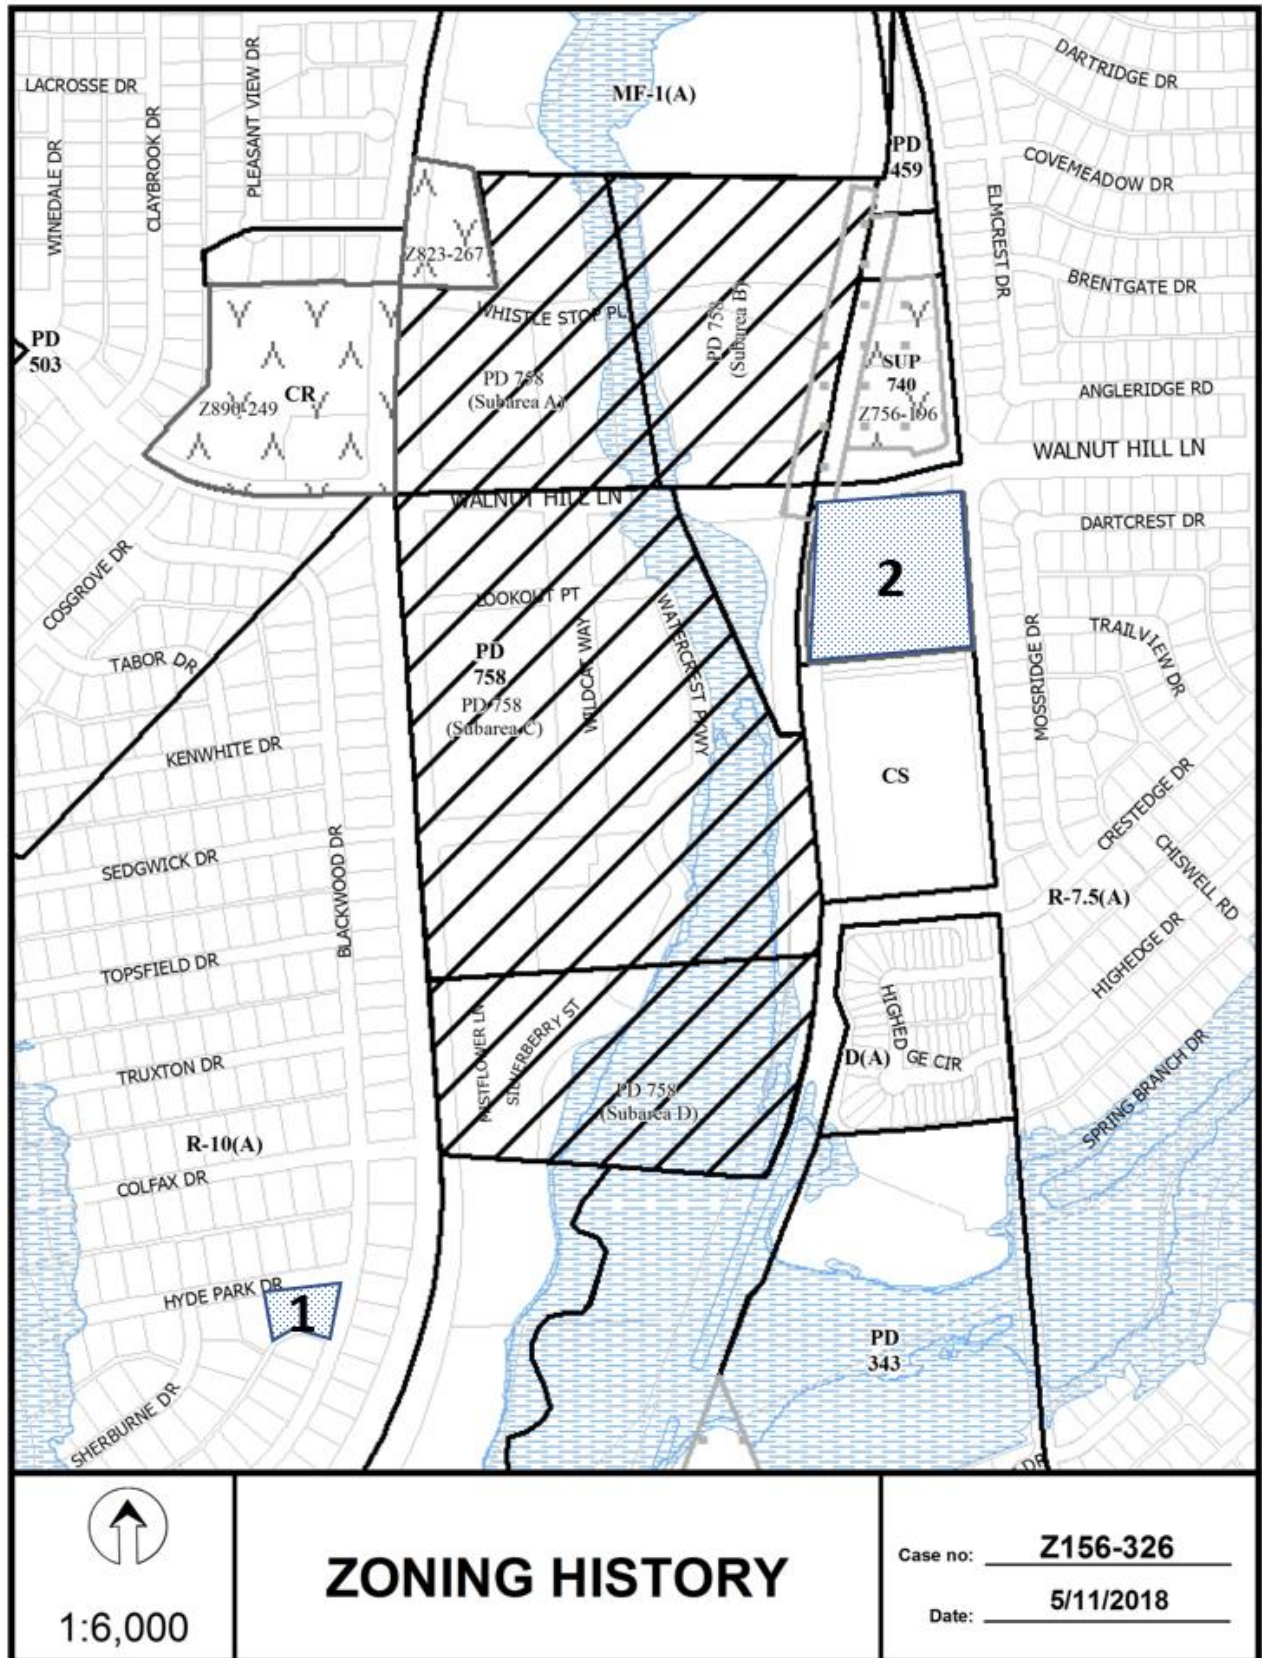 MF-1(A)
DARTRIDGE DR
LACROSSE DR
PLEASANT VIEW DR
CLAYBROOK DR
WINEDALE DR
PD
459
COVEMEADOW DR
ELMCREST DR
Z823-267
BRENTGATE DR
WHISTLE STOP PL
PD 758
(Subarea B)
PD
503
PD 758
(Subarea A)
CR
Z890-249
SUP
740
Z756-196
ANGLERIDGE RD
WALNUT HILL LN
WALNUT HILL LN
DARTCREST DR
COSGROVE DR
2
LOOKOUT PT
WATERCREST PKWY
WILDCAT WAY
MOSSRIDGE DR
TRAILVIEW DR
TABOR DR
PD
758
PD 758
(Subarea C)
KENWHITE DR
CS
CRESTEDGE DR
CHISWELL RD
SEDGWICK DR
BLACKWOOD DR
R-7.5(A)
HIGHEDGE DR
TOPSFIELD DR
HIGHED
GE CIR
MISTFLOWER LN
SILVERBERRY ST
D(A)
TRUXTON DR
PD 758
(Subarea D)
SPRING BRANCH DR
R-10(A)
COLFAX DR
HYDE PARK DR
1
PD
343
SHERBURNE DR
DR
1:6,000
ZONING HISTORY
Case no: Z156-326
Date: 5/11/2018